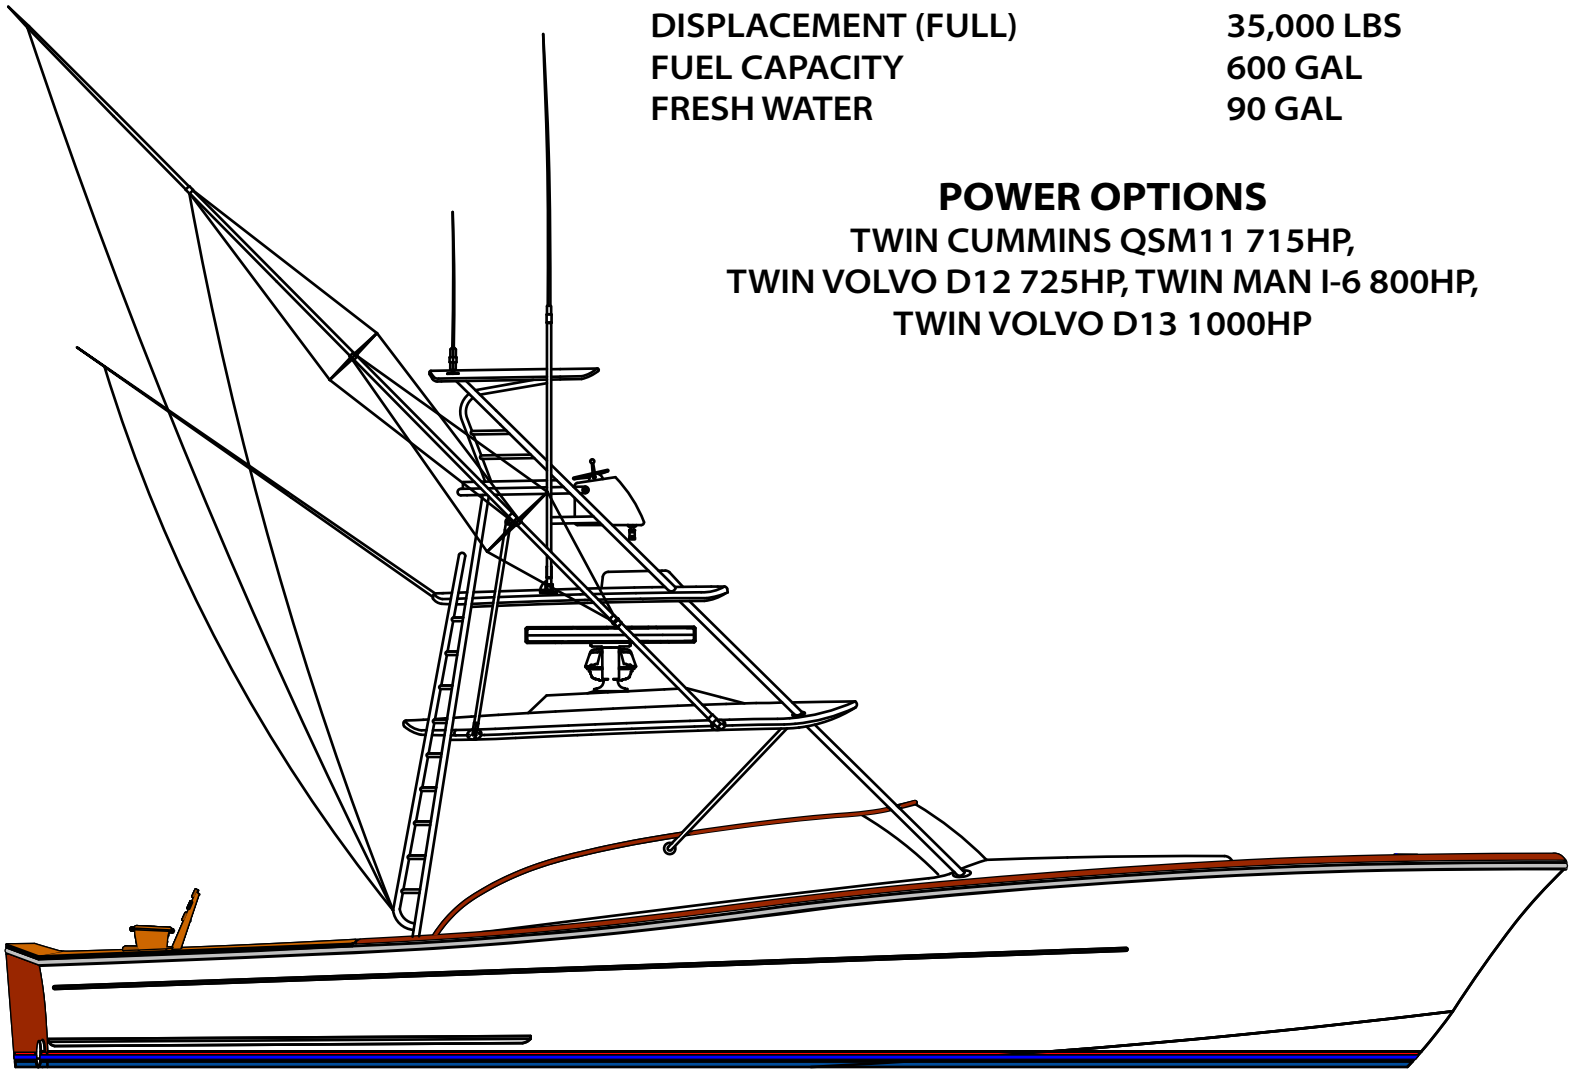 DISPLACEMENT (FULL) 35,000 LBS
FUEL CAPACITY 600 GAL
FRESH WATER 90 GAL
POWER OPTIONS
TWIN CUMMINS QSM11 715HP,
TWIN VOLVO D12 725HP, TWIN MAN I-6 800HP,
TWIN VOLVO D13 1000HP